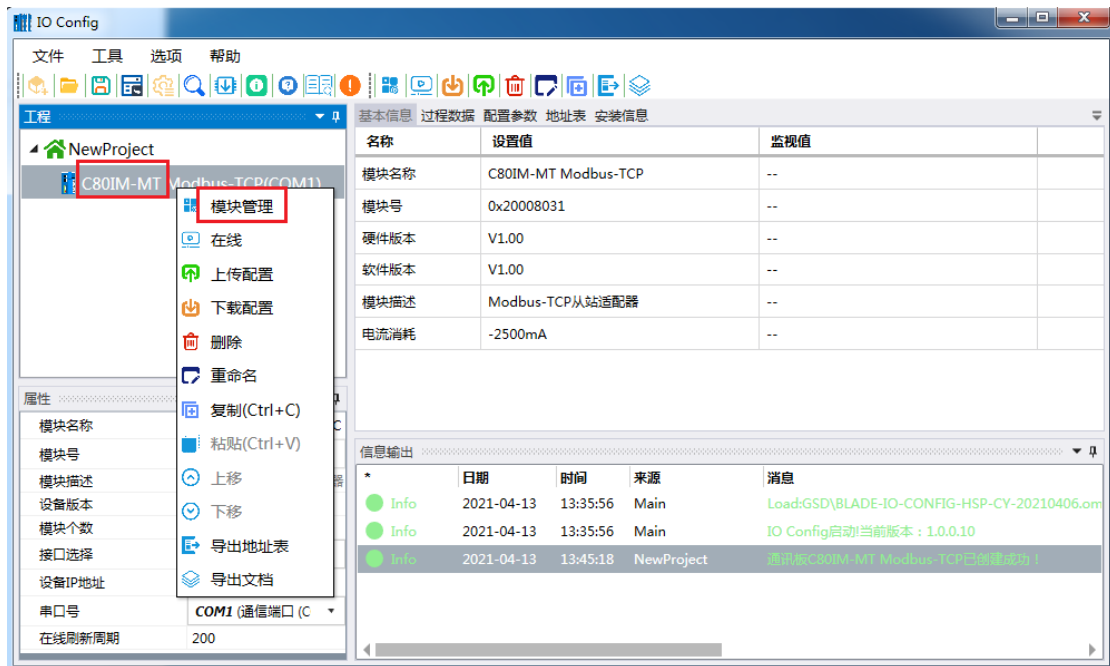 IO Config
文件 工具 选项 帮助
工程
NewProject
C80IM-MT Modbus-TCP(COM1)
模块管理
在线
上传配置
下载配置
删除
重命名
复制(Ctrl+C)
粘贴(Ctrl+V)
上移
下移
导出地址表
导出文档
属性
模块名称
模块号
模块描述
设备版本
模块个数
接口选择
设备IP地址
串口号 COM1 (通信端口 (C
在线刷新周期 200
基本信息 过程数据 配置参数 地址表 安装信息
名称 设置值 监视值
模块名称 C80IM-MT Modbus-TCP --
模块号 0x20008031 --
硬件版本 V1.00 --
软件版本 V1.00 --
模块描述 Modbus-TCP从站适配器 --
电流消耗 -2500mA --
信息输出
* 日期 时间 来源 消息
Info 2021-04-13 13:35:56 Main Load:GSD\BLADE-IO-CONFIG-HSP-CY-20210406.om
Info 2021-04-13 13:35:56 Main IO Config启动!当前版本：1.0.0.10
Info 2021-04-13 13:45:18 NewProject 通讯板C80IM-MT Modbus-TCP已创建成功！